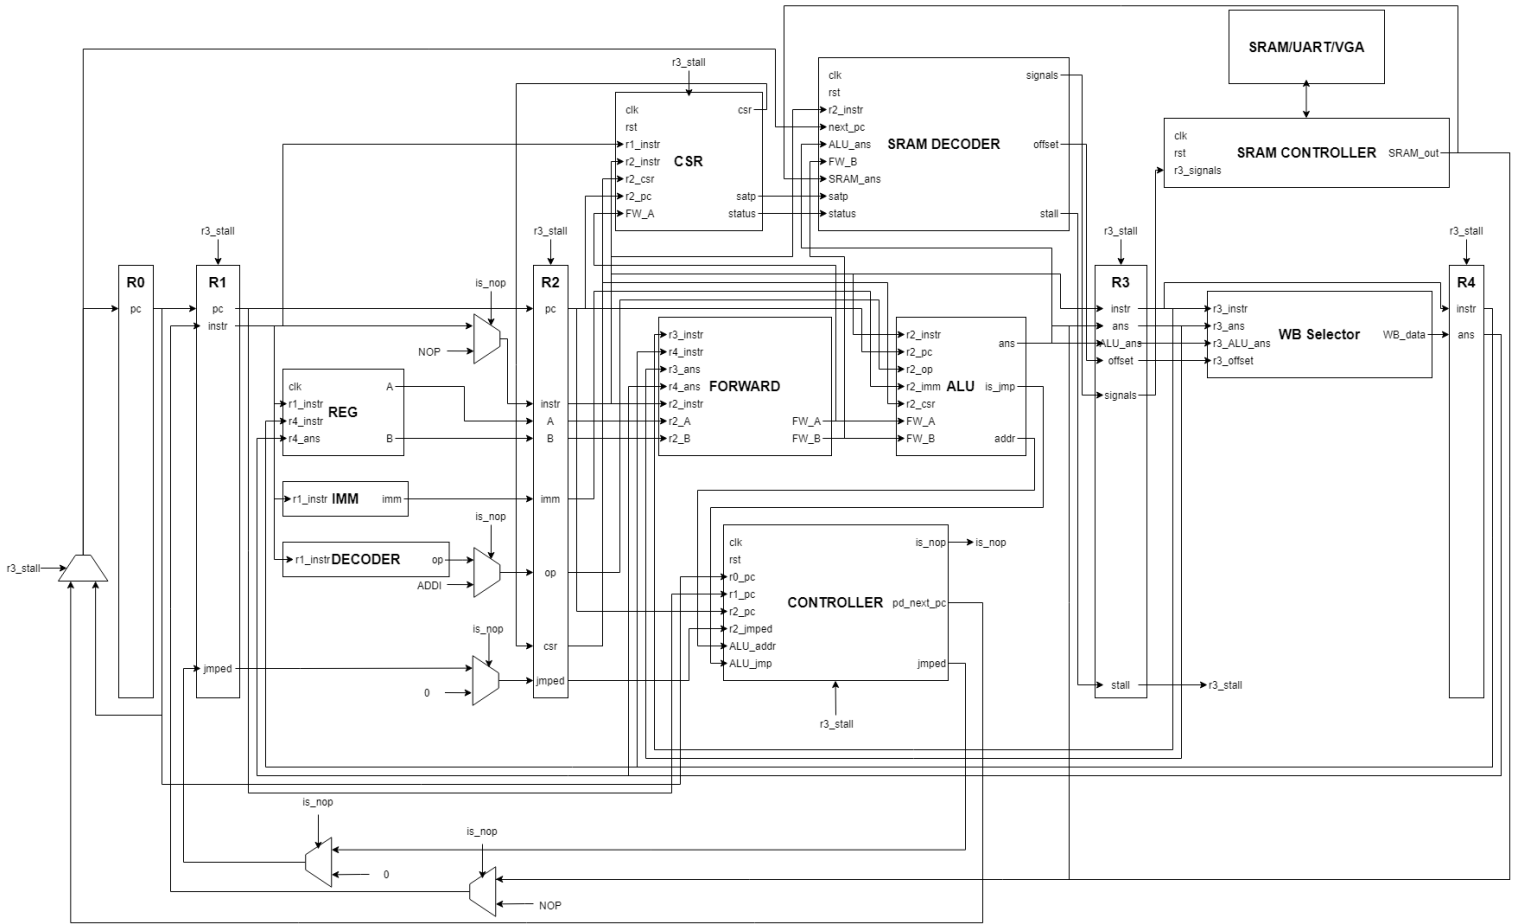 SRAM/UART/VGA
r3_stall
clk
rst
r1_instr
r2_instr
r2_csr
r2_pc
FW_A
CSR
csr
satp
status
clk
rst
r2_instr
next_pc
ALU_ans
FW_B
SRAM_ans
satp
status
SRAM DECODER
signals
offset
stall
clk
rst
r3_signals
SRAM CONTROLLER
SRAM_out
R0
pc
r3_stall
R1
pc
instr
jmped
is_nop
NOP
clk
r1_instr
r4_instr
r4_ans
REG
A
B
r1_instr
IMM
imm
is_nop
r1_instr
DECODER
op
ADDI
is_nop
0
r3_stall
R2
pc
instr
A
B
imm
op
csr
jmped
r3_instr
r4_instr
r3_ans
r4_ans
r2_instr
r2_A
r2_B
FORWARD
FW_A
FW_B
r2_instr
r2_pc
r2_op
r2_imm
r2_csr
FW_A
FW_B
ALU
ans
is_jmp
addr
clk
rst
r0_pc
r1_pc
r2_pc
r2_jmped
ALU_addr
ALU_jmp
CONTROLLER
is_nop
is_nop
pd_next_pc
jmped
r3_stall
r3_stall
R3
instr
ans
ALU_ans
offset
signals
stall
r3_stall
r3_instr
r3_ans
r3_ALU_ans
r3_offset
WB Selector
WB_data
r3_stall
R4
instr
ans
r3_stall
is_nop
0
is_nop
NOP